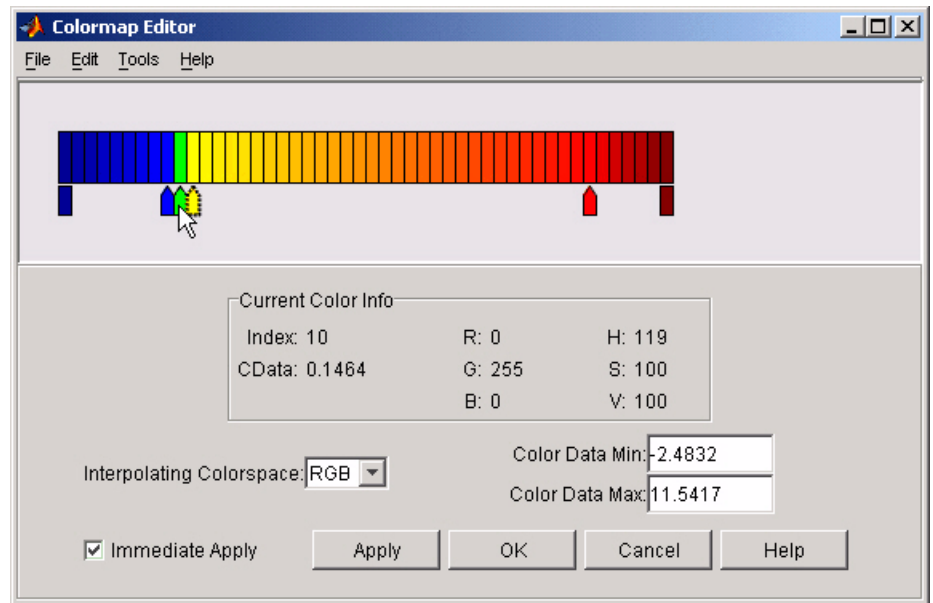 Colormap Editor
File Edit Tools Help
Current Color Info
Index: 10 R: 0 H: 119
CData: 0.1464 G: 255 S: 100
B: 0 V: 100
Interpolating Colorspace: RGB
Color Data Min: -2.4832
Color Data Max: 11.5417
Immediate Apply Apply OK Cancel Help